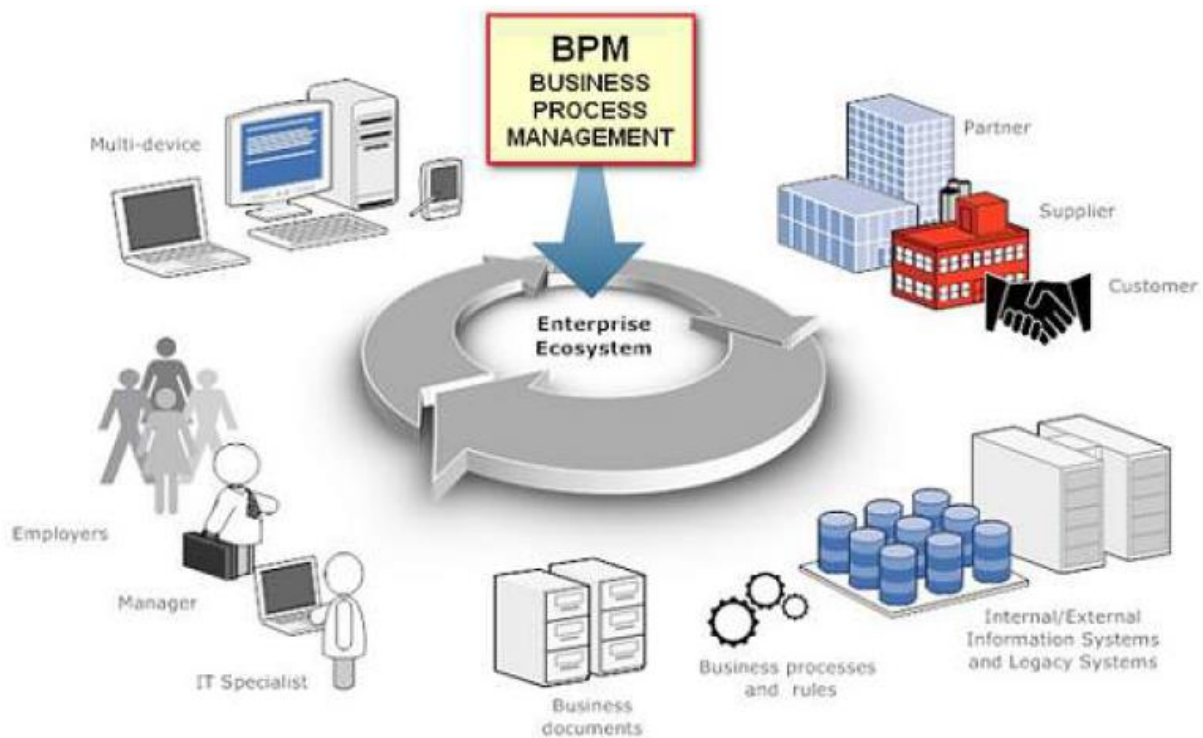 BPM
BUSINESS
PROCESS
MANAGEMENT
Multi-device
Partner
Supplier
Customer
Enterprise
Ecosystem
Employers
Manager
IT Specialist
Business
documents
Business processes
and rules
Internal/External
Information Systems
and Legacy Systems